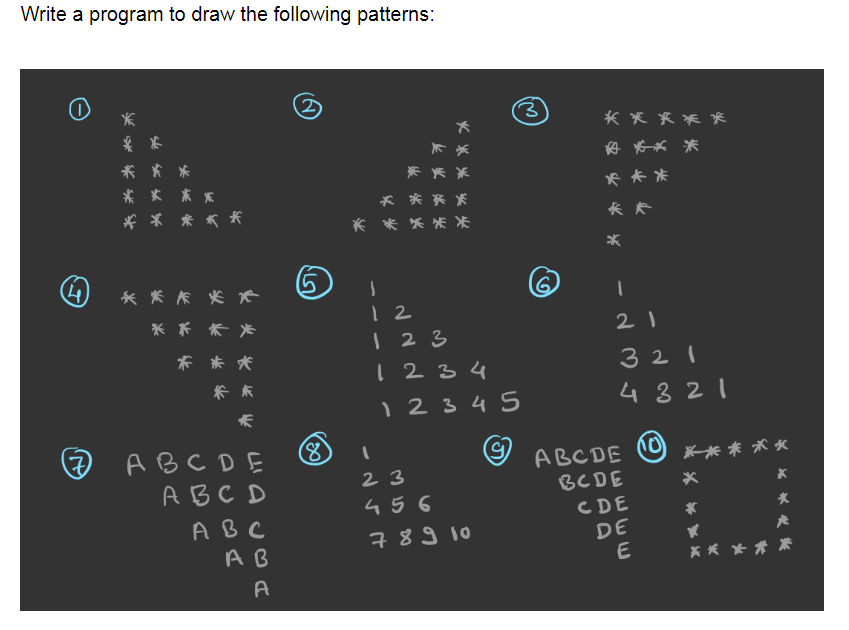 Write a program to draw the following patterns:
1
*
* *
* * *
* * * *
* * * * *
2
*
* *
* * *
* * * *
* * * * *
3
* * * * *
* * * *
* * *
* *
*
4
* * * * *
* * * *
* * *
* *
*
5
1
1 2
1 2 3
1 2 3 4
1 2 3 4 5
6
1
2 1
3 2 1
4 3 2 1
7
A B C D E
A B C D
A B C
A B
A
8
1
2 3
4 5 6
7 8 9 10
9
ABCDE
BCDE
CDE
DE
E
10
* * * * *
* *
* *
* *
* * * * *